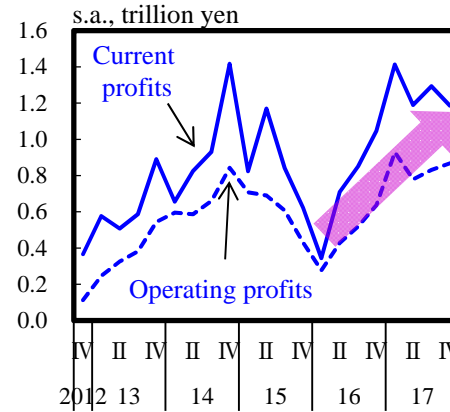 s.a., trillion yen
1.6
1.4
1.2
1.0
0.8
0.6
0.4
0.2
0.0
Current
profits
Operating profits
Ⅳ Ⅱ Ⅳ Ⅱ Ⅳ Ⅱ Ⅳ Ⅱ Ⅳ Ⅱ Ⅳ
2012 13 14 15 16 17